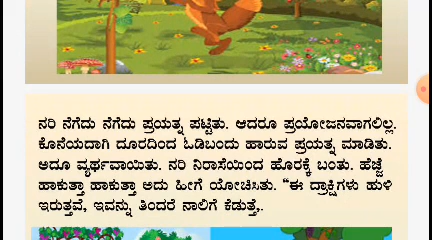 ನರಿ ನೆಗೆದು ನೆಗೆದು ಪ್ರಯತ್ನ ಪಟ್ಟಿತು. ಆದರೂ ಪ್ರಯೋಜನವಾಗಲಿಲ್ಲ.
ಕೊನೆಯದಾಗಿ ದೂರದಿಂದ ಓಡಿಬಂದು ಹಾರುವ ಪ್ರಯತ್ನ ಮಾಡಿತು.
ಅದೂ ವ್ಯರ್ಥವಾಯಿತು. ನರಿ ನಿರಾಸೆಯಿಂದ ಹೊರಕ್ಕೆ ಬಂತು. ಹೆಜ್ಜೆ
ಹಾಕುತ್ತಾ ಹಾಕುತ್ತಾ ಅದು ಹೀಗೆ ಯೋಚಿಸಿತು. "ಈ ದ್ರಾಕ್ಷಿಗಳು ಹುಳಿ
ಇರುತ್ತವೆ, ಇವನ್ನು ತಿಂದರೆ ನಾಲಿಗೆ ಕೆಡುತ್ತೆ,.